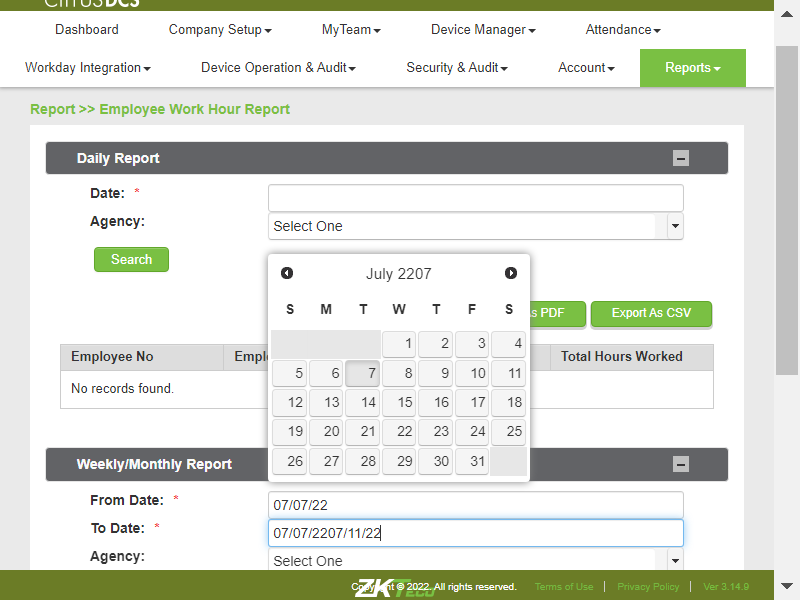 CITRUSDCS
Dashboard Company Setup MyTeam Device Manager Attendance
Workday Integration Device Operation & Audit Security & Audit Account Reports
Report >> Employee Work Hour Report
Daily Report
Date: *
Agency: Select One
Search
July 2207
S M T W T F S
1 2 3 4
5 6 7 8 9 10 11
12 13 14 15 16 17 18
19 20 21 22 23 24 25
26 27 28 29 30 31
s PDF Export As CSV
Employee No Emplo Total Hours Worked
No records found.
Weekly/Monthly Report
From Date: * 07/07/22
To Date: * 07/07/2207/11/22
Agency: Select One
ZKTeco
Copyright © 2022. All rights reserved. Terms of Use | Privacy Policy | Ver 3.14.9